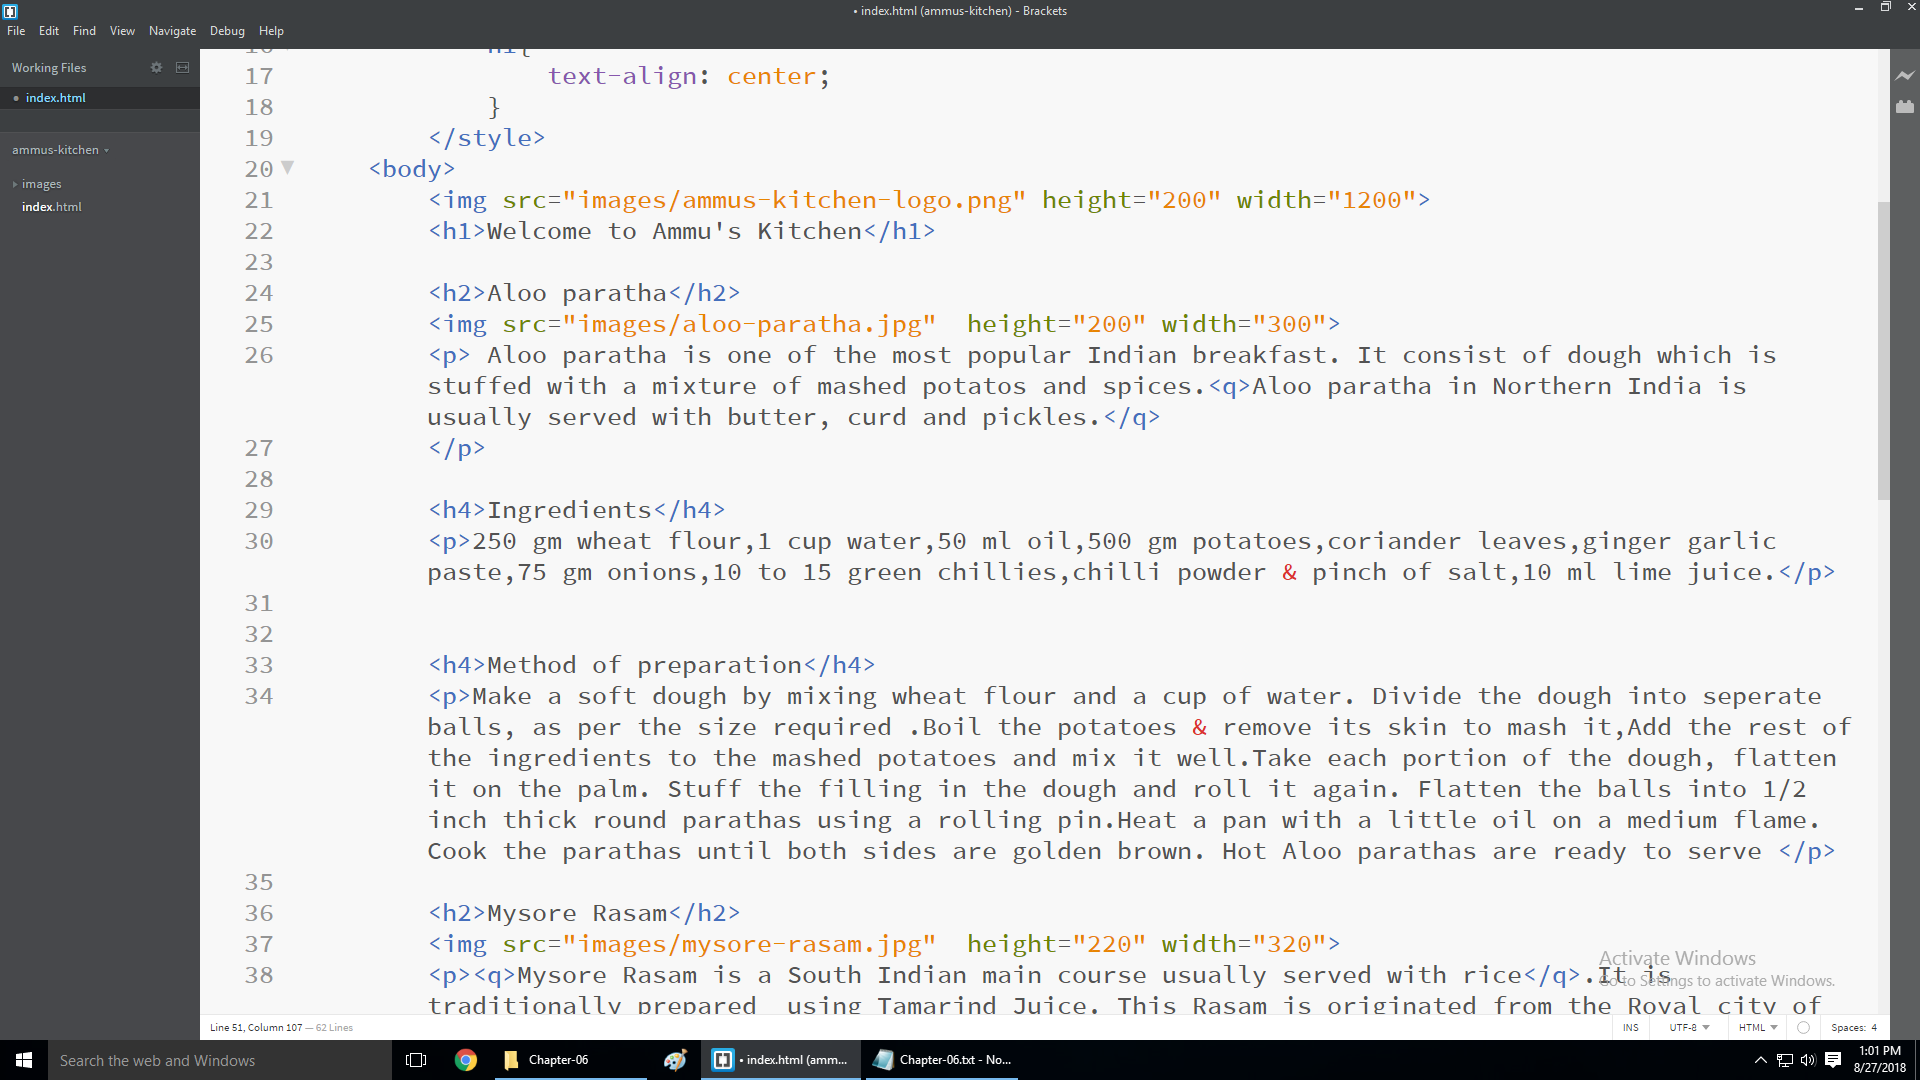 • index.html (ammus-kitchen) - Brackets
File Edit Find View Navigate Debug Help
Working Files
• index.html
ammus-kitchen
images
index.html
17 text-align: center;
18 }
19 </style>
20 <body>
21 <img src="images/ammus-kitchen-logo.png" height="200" width="1200">
22 <h1>Welcome to Ammu's Kitchen</h1>
23
24 <h2>Aloo paratha</h2>
25 <img src="images/aloo-paratha.jpg"  height="200" width="300">
26 <p> Aloo paratha is one of the most popular Indian breakfast. It consist of dough which is
stuffed with a mixture of mashed potatos and spices.<q>Aloo paratha in Northern India is
usually served with butter, curd and pickles.</q>
27 </p>
28
29 <h4>Ingredients</h4>
30 <p>250 gm wheat flour,1 cup water,50 ml oil,500 gm potatoes,coriander leaves,ginger garlic
paste,75 gm onions,10 to 15 green chillies,chilli powder & pinch of salt,10 ml lime juice.</p>
31
32
33 <h4>Method of preparation</h4>
34 <p>Make a soft dough by mixing wheat flour and a cup of water. Divide the dough into seperate
balls, as per the size required .Boil the potatoes & remove its skin to mash it,Add the rest of
the ingredients to the mashed potatoes and mix it well.Take each portion of the dough, flatten
it on the palm. Stuff the filling in the dough and roll it again. Flatten the balls into 1/2
inch thick round parathas using a rolling pin.Heat a pan with a little oil on a medium flame.
Cook the parathas until both sides are golden brown. Hot Aloo parathas are ready to serve </p>
35
36 <h2>Mysore Rasam</h2>
37 <img src="images/mysore-rasam.jpg"  height="220" width="320">
38 <p><q>Mysore Rasam is a South Indian main course usually served with rice</q>.It is
traditionally prepared  using Tamarind Juice. This Rasam is originated from the Royal city of
Activate Windows
Go to Settings to activate Windows.
Line 51, Column 107 — 62 Lines
INS UTF-8 HTML Spaces: 4
Search the web and Windows
Chapter-06
• index.html (amm...
Chapter-06.txt - No...
1:01 PM
8/27/2018